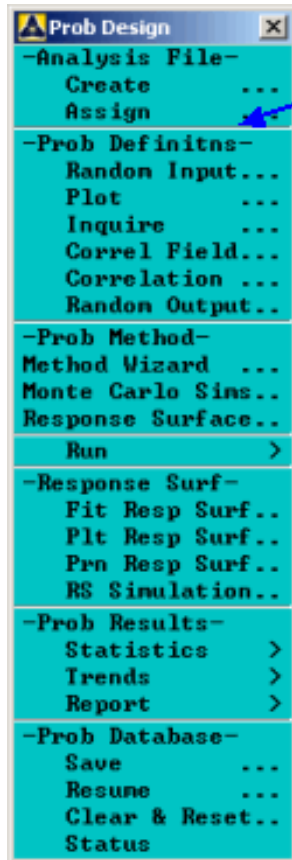 Prob Design
-Analysis File-
Create ...
Assign ...
-Prob Definitns-
Random Input...
Plot ...
Inquire ...
Correl Field...
Correlation ...
Random Output..
-Prob Method-
Method Wizard ...
Monte Carlo Sims..
Response Surface..
Run >
-Response Surf-
Fit Resp Surf..
Plt Resp Surf..
Prn Resp Surf..
RS Simulation..
-Prob Results-
Statistics >
Trends >
Report >
-Prob Database-
Save ...
Resume ...
Clear & Reset..
Status